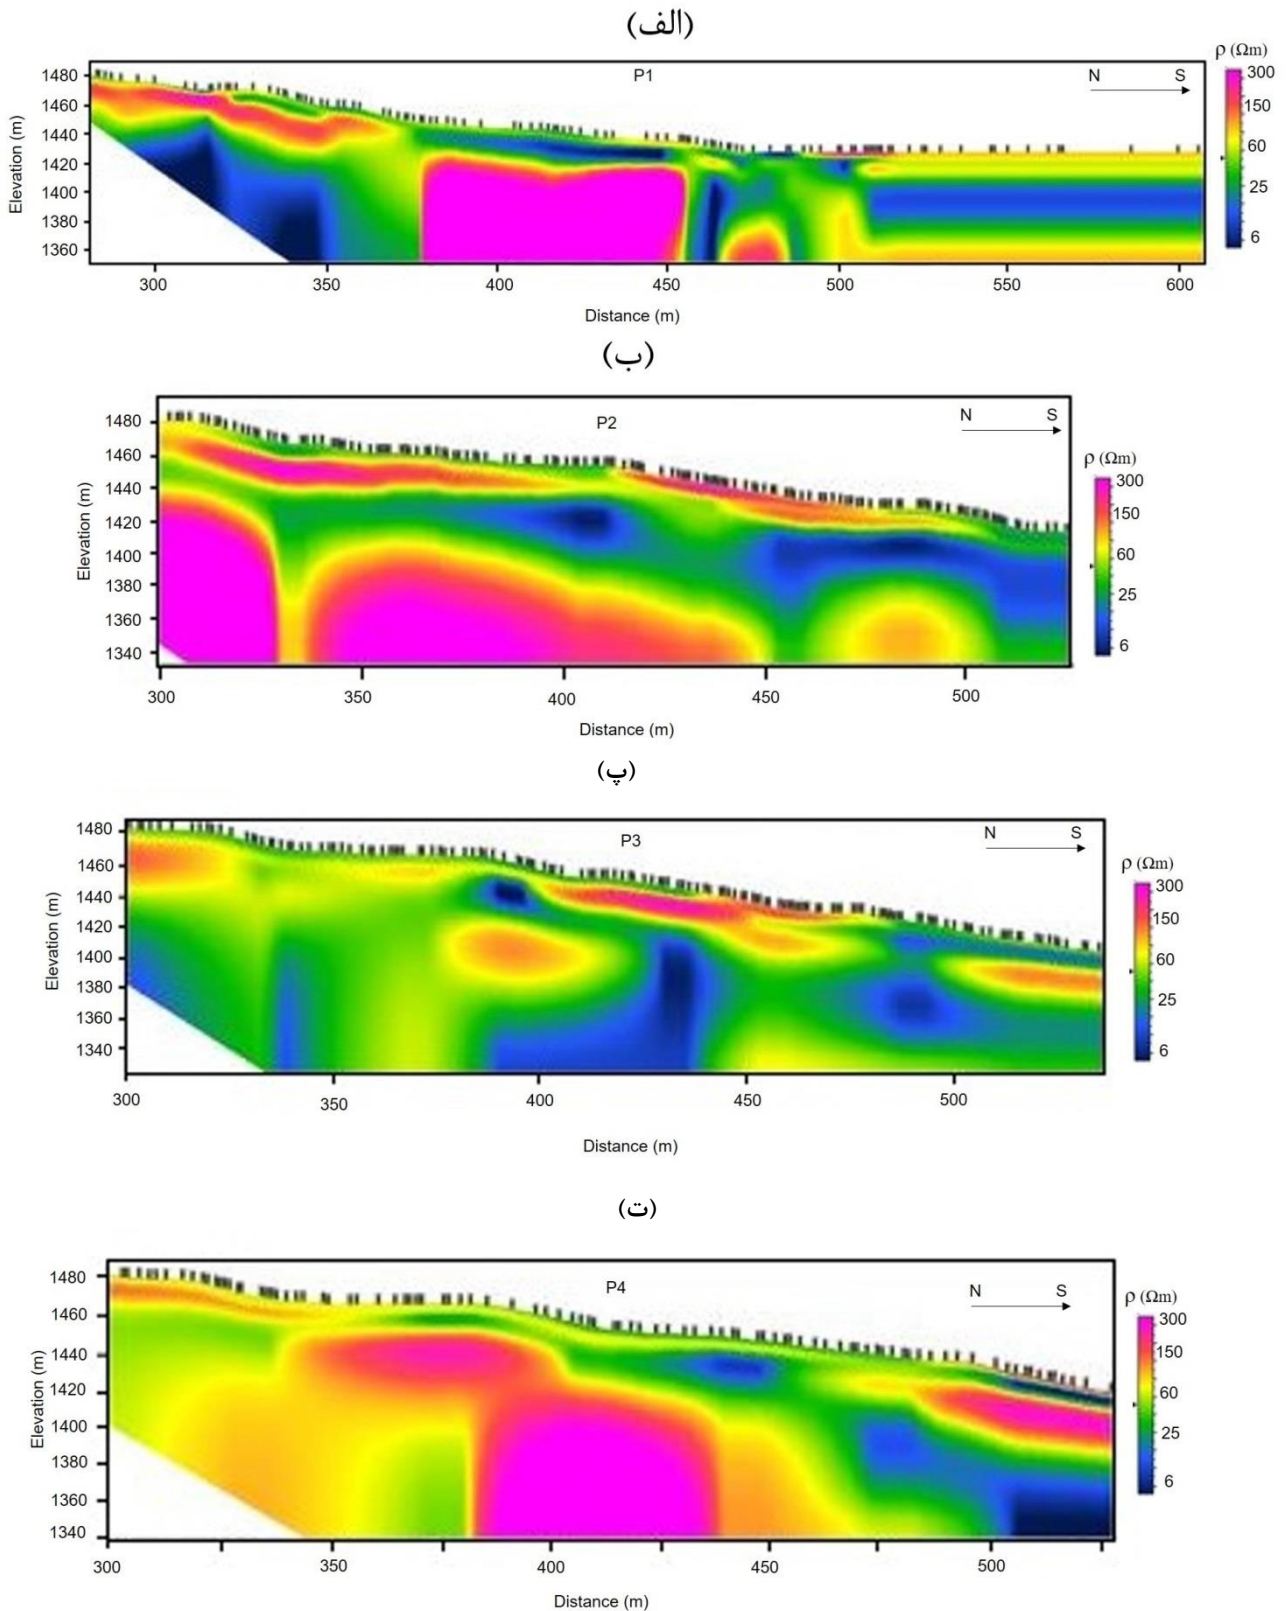 (الف)
P1
N S
ρ (Ωm)
300
150
60
25
6
Elevation (m)
1480
1460
1440
1420
1400
1380
1360
300 350 400 450 500 550 600
Distance (m)
(ب)
P2
N S
ρ (Ωm)
300
150
60
25
6
Elevation (m)
1480
1460
1440
1420
1400
1380
1360
1340
300 350 400 450 500
Distance (m)
(پ)
P3
N S
ρ (Ωm)
300
150
60
25
6
Elevation (m)
1480
1460
1440
1420
1400
1380
1360
1340
300 350 400 450 500
Distance (m)
(ت)
P4
N S
ρ (Ωm)
300
150
60
25
6
Elevation (m)
1480
1460
1440
1420
1400
1380
1360
1340
300 350 400 450 500
Distance (m)